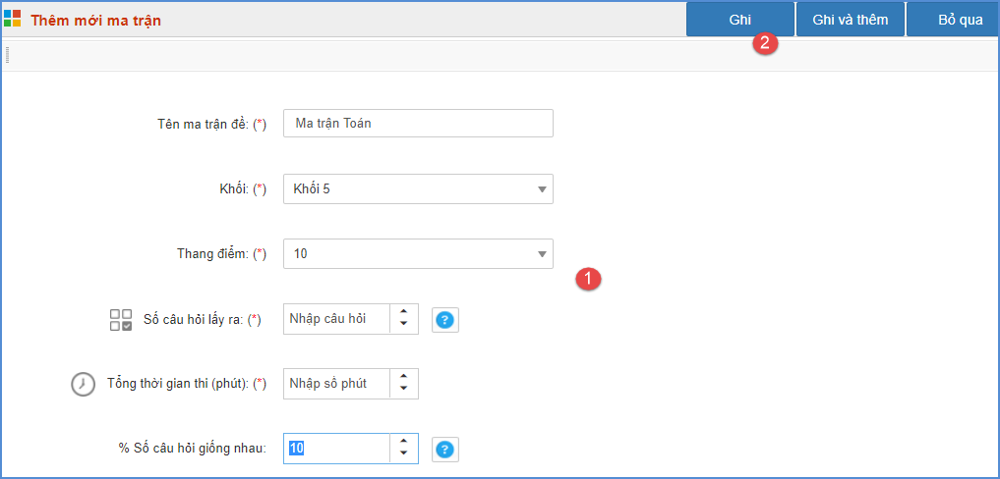 Thêm mới ma trận
Ghi
Ghi và thêm
Bỏ qua
2
Tên ma trận đề: (*)
Ma trận Toán
Khối: (*)
Khối 5
Thang điểm: (*)
10
1
Số câu hỏi lấy ra: (*)
Nhập câu hỏi
?
Tổng thời gian thi (phút): (*)
Nhập số phút
% Số câu hỏi giống nhau:
10
?